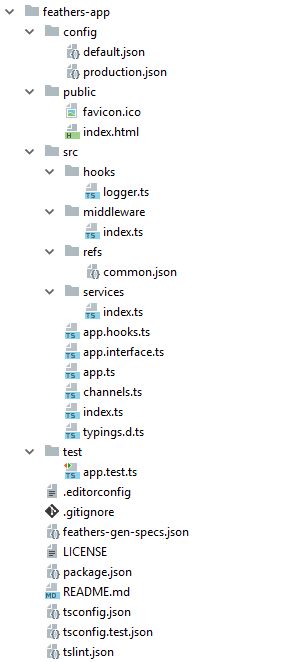 feathers-app
config
default.json
production.json
public
favicon.ico
index.html
src
hooks
logger.ts
middleware
index.ts
refs
common.json
services
index.ts
app.hooks.ts
app.interface.ts
app.ts
channels.ts
index.ts
typings.d.ts
test
app.test.ts
.editorconfig
.gitignore
feathers-gen-specs.json
LICENSE
package.json
README.md
tsconfig.json
tsconfig.test.json
tslint.json